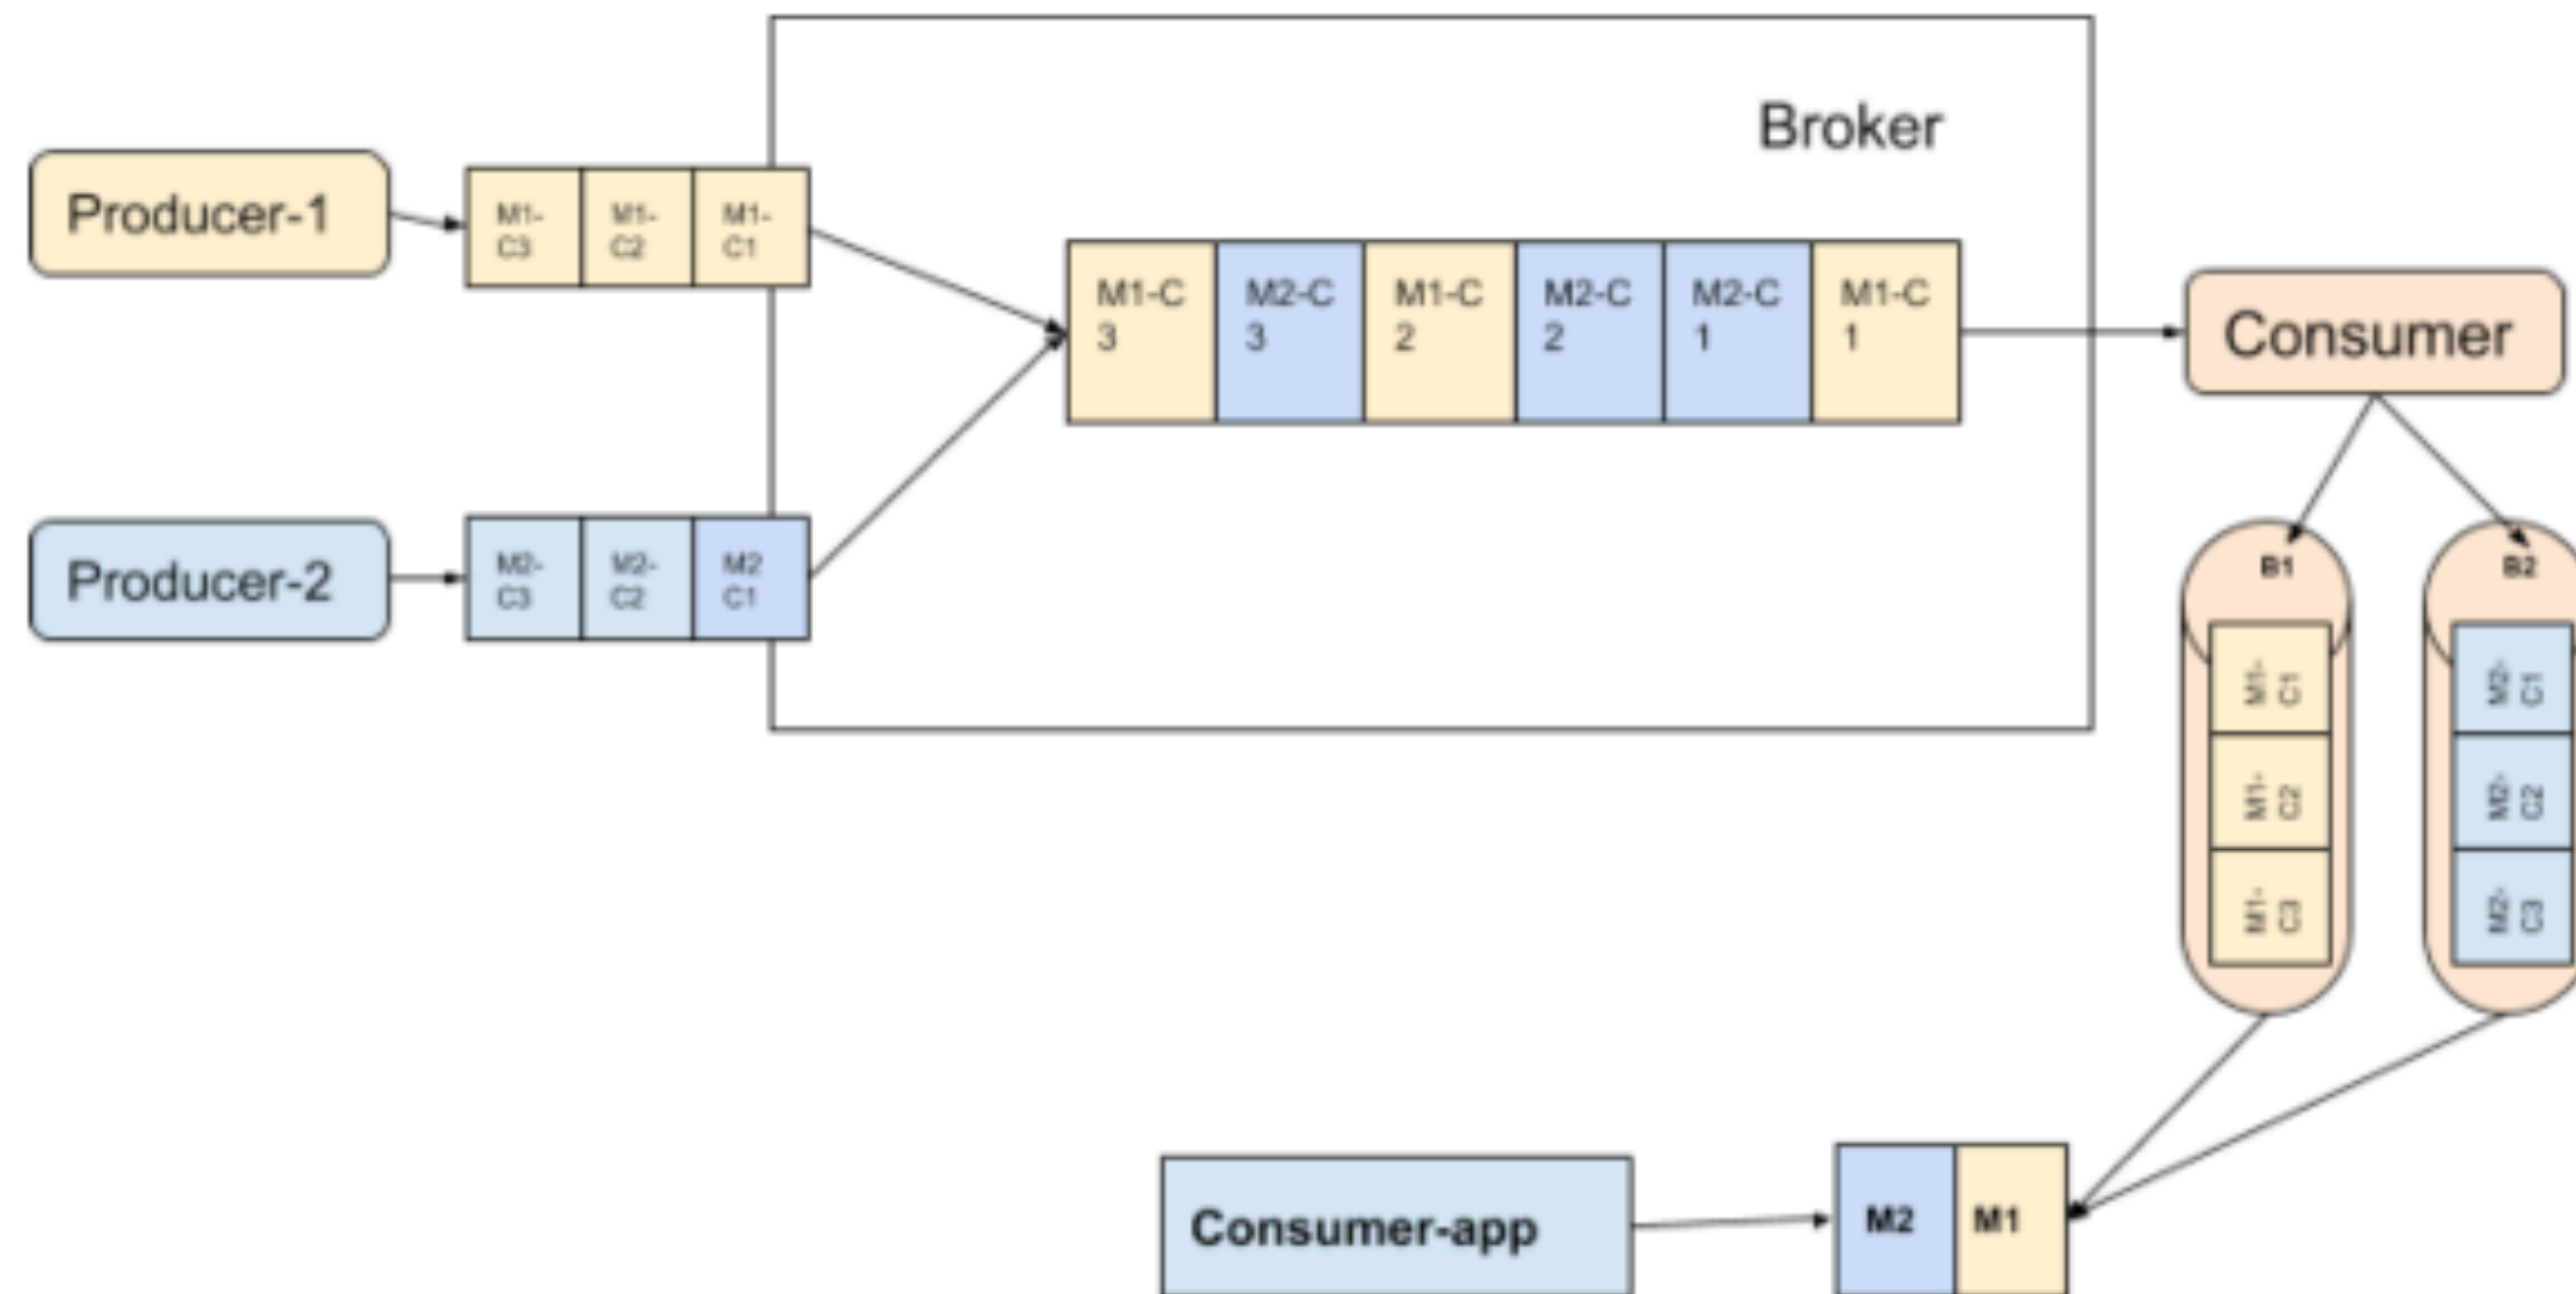 Broker
Producer-1
M1-
C3
M1-
C2
M1-
C1
M1-C
3
M2-C
3
M1-C
2
M2-C
2
M2-C
1
M1-C
1
Consumer
Producer-2
M2-
C3
M2-
C2
M2
C1
B1
B2
M1-
C1
M1-
C2
M1-
C3
M2-
C1
M2-
C2
M2-
C3
Consumer-app
M2
M1